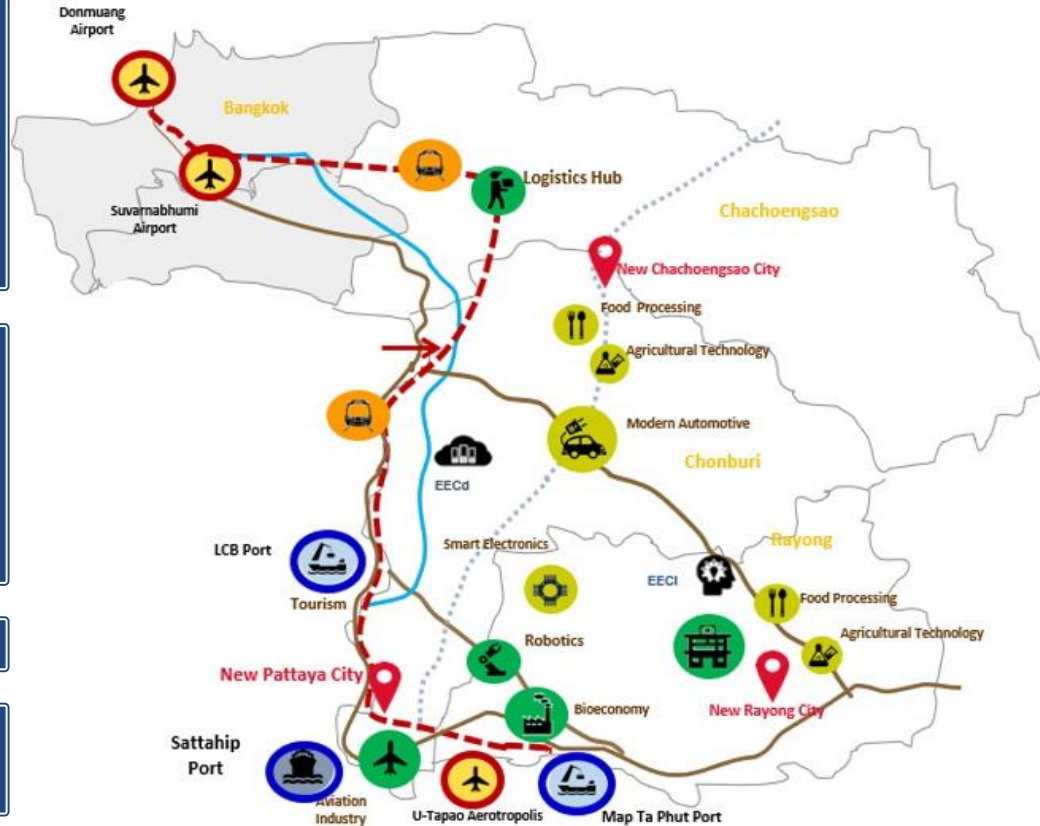 Donmuang
Airport
Bangkok
Logistics Hub
Suvarnabhumi
Airport
Chachoengsao
New Chachoengsao City
Food Processing
Agricultural Technology
Modern Automotive
Chonburi
EECd
Smart Electronics
Rayong
LCB Port
EECI
Tourism
Food Processing
Robotics
Agricultural Technology
New Pattaya City
Bioeconomy
New Rayong City
Sattahip
Port
Aviation
Industry
U-Tapao Aerotropolis
Map Ta Phut Port